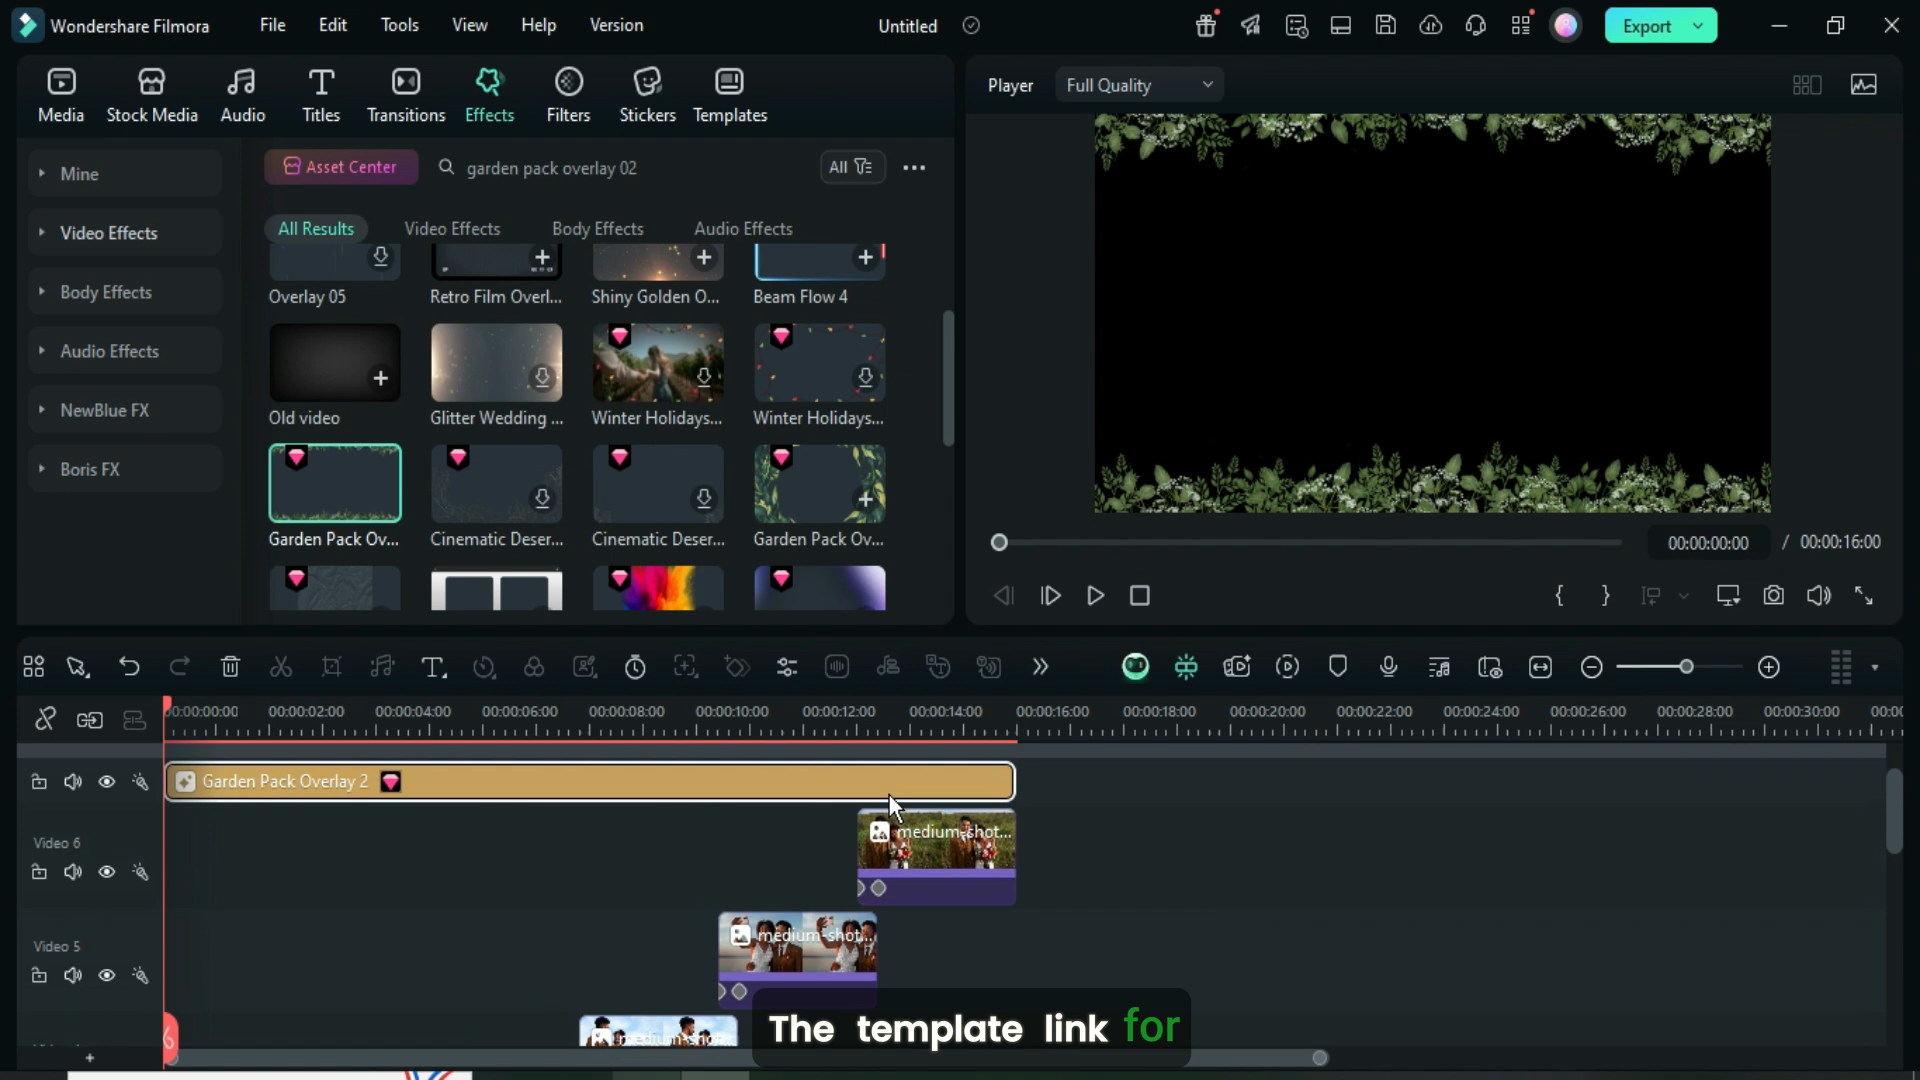 Wondershare Filmora
File
Edit
Tools
View
Help
Version
Untitled
Export
Media
Stock Media
Audio
Titles
Transitions
Effects
Filters
Stickers
Templates
Player
Full Quality
Mine
Video Effects
Body Effects
Audio Effects
NewBlue FX
Boris FX
Asset Center
garden pack overlay 02
All
All Results
Video Effects
Body Effects
Audio Effects
Overlay 05
Retro Film Overl...
Shiny Golden O...
Beam Flow 4
Old video
Glitter Wedding ...
Winter Holidays...
Winter Holidays...
Garden Pack Ov...
Cinematic Deser...
Cinematic Deser...
Garden Pack Ov...
00:00:00:00 / 00:00:16:00
00:00:00:00
00:00:02:00
00:00:04:00
00:00:06:00
00:00:08:00
00:00:10:00
00:00:12:00
00:00:14:00
00:00:16:00
00:00:18:00
00:00:20:00
00:00:22:00
00:00:24:00
00:00:26:00
00:00:28:00
00:00:30:00
Garden Pack Overlay 2
Video 6
medium-shot...
Video 5
medium-shot...
medium-shot...
The template link for